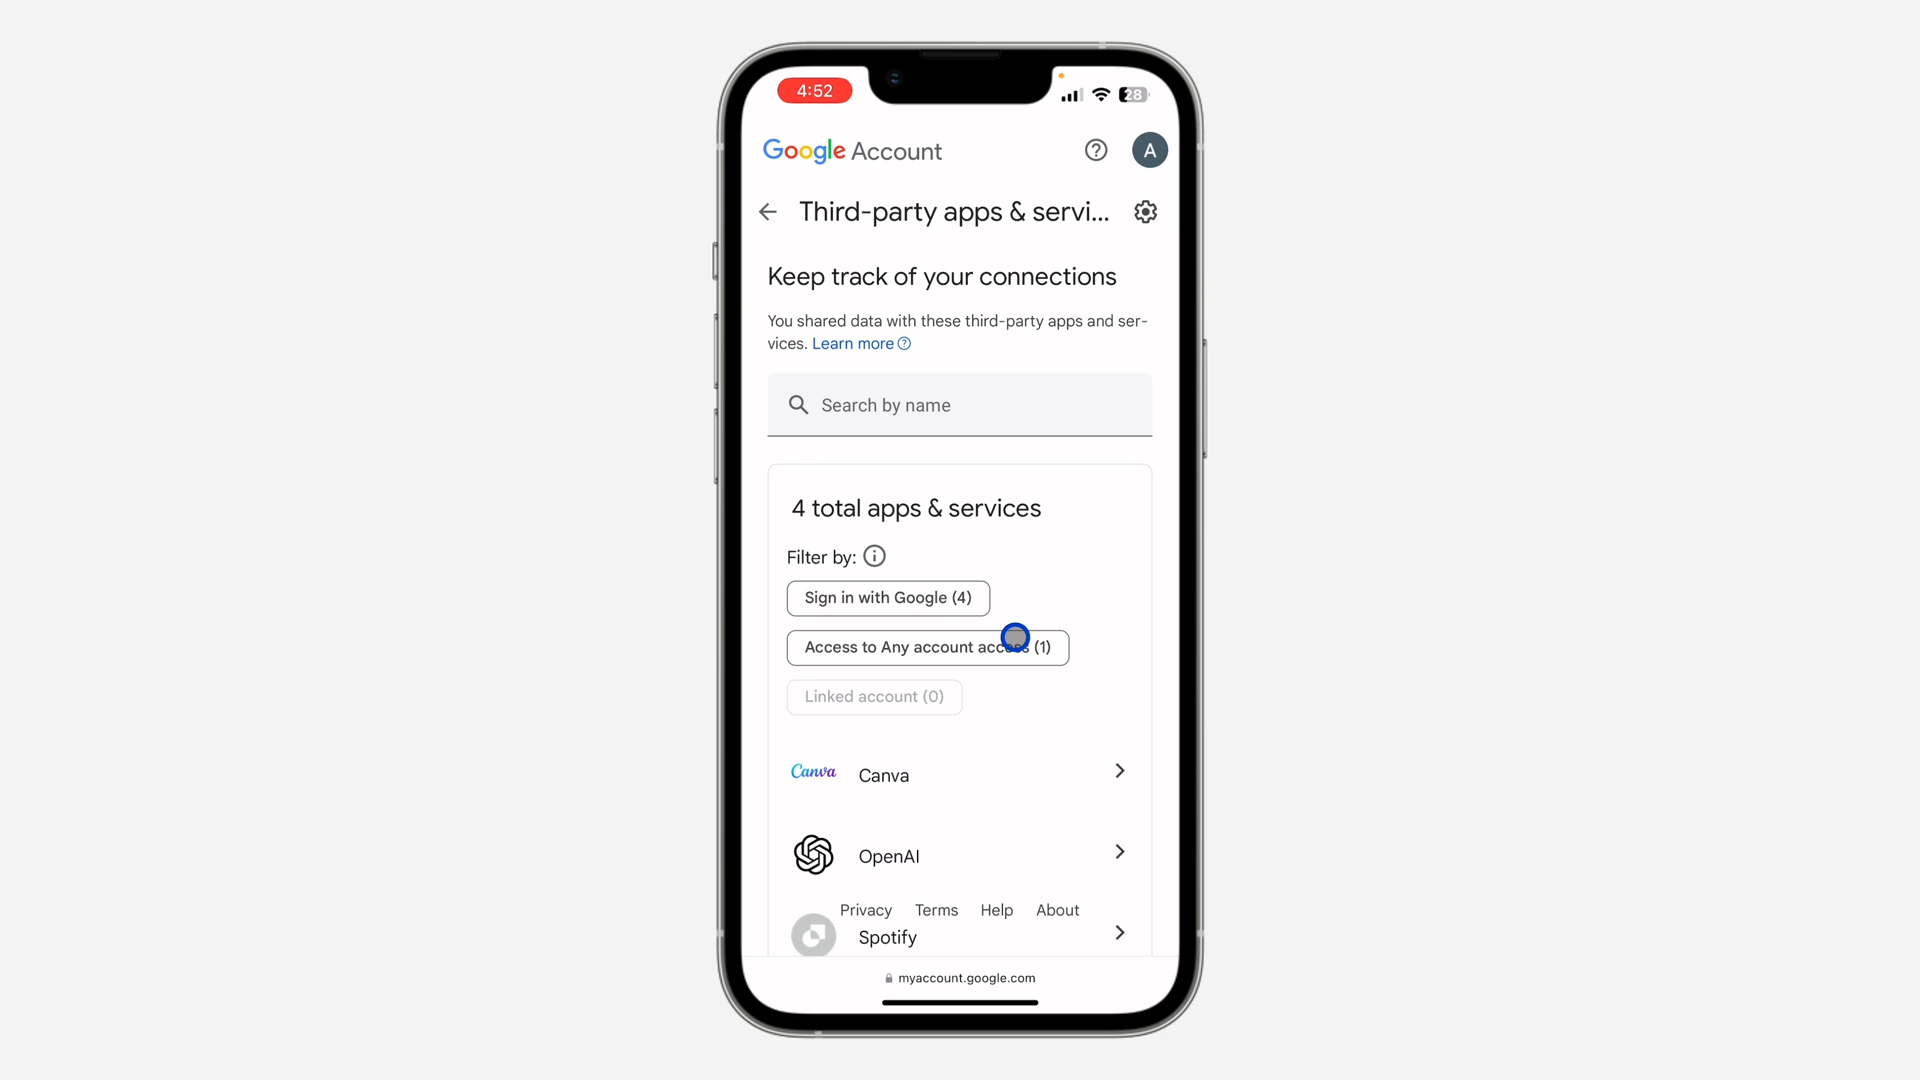 4:52
28
Google Account
A
Third-party apps & servi...
Keep track of your connections
You shared data with these third-party apps and ser-
vices. Learn more
Search by name
4 total apps & services
Filter by:
Sign in with Google (4)
Access to Any account access (1)
Linked account (0)
Canva Canva
OpenAI
Privacy Terms Help About
Spotify
myaccount.google.com